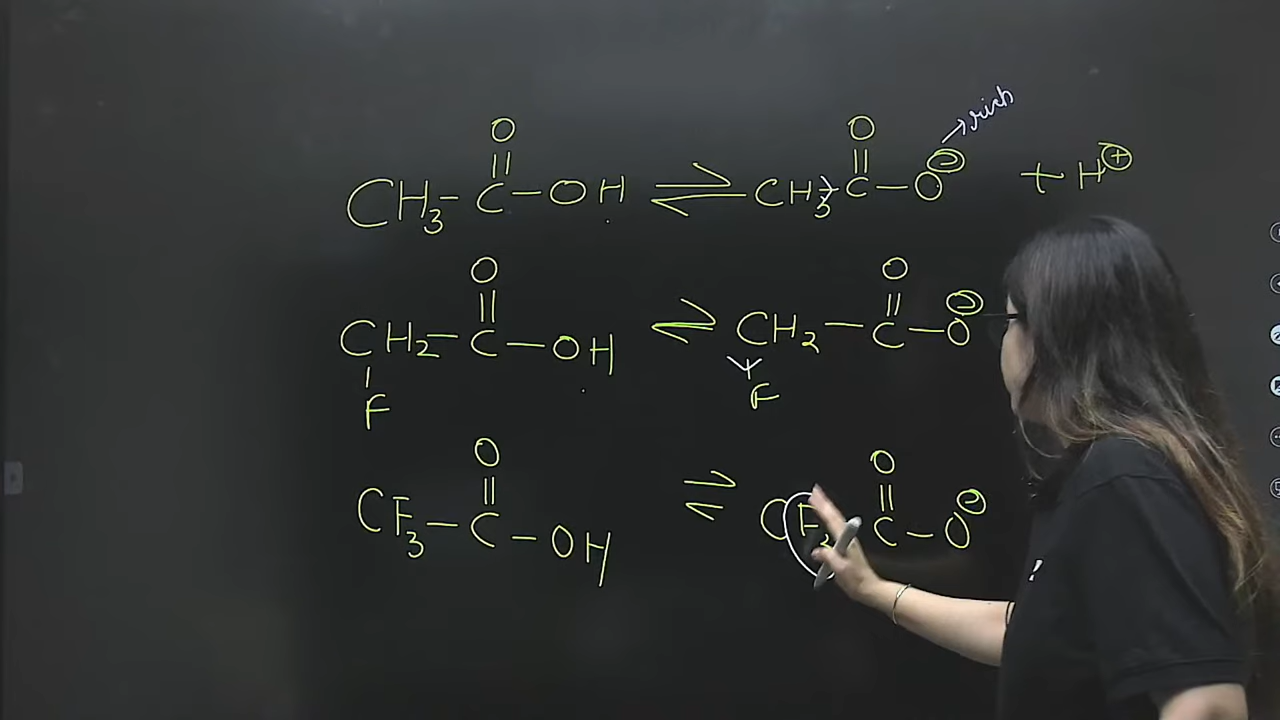 O O →rich
CH3-C-OH ⇌ CH3-C-O⊖ + H⊕
O O
CH2-C-OH ⇌ CH2-C-O⊖
F F
O O
CF3-C-OH ⇌ CF3 C-O⊖